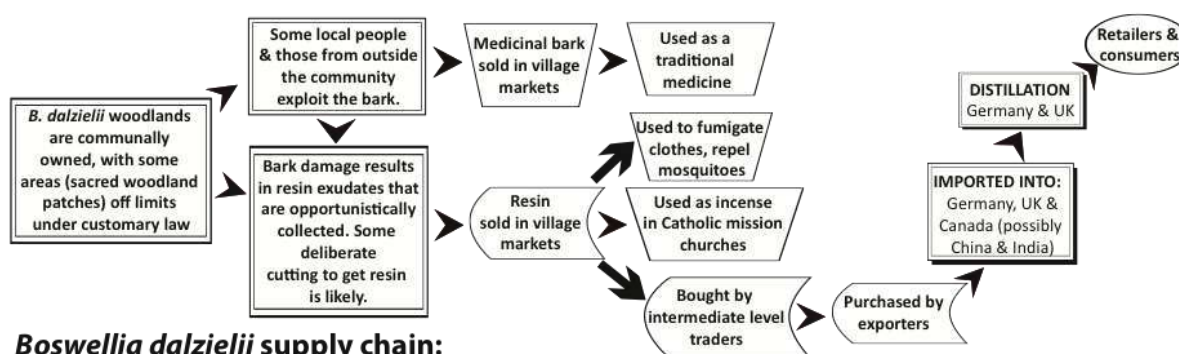 B. dalzielii woodlands
are communally
owned, with some
areas (sacred woodland
patches) off limits
under customary law
Some local people
& those from outside
the community
exploit the bark.
Medicinal bark
sold in village
markets
Used as a
traditional
medicine
Bark damage results
in resin exudates that
are opportunistically
collected. Some
deliberate
cutting to get resin
is likely.
Resin
sold in village
markets
Used to fumigate
clothes, repel
mosquitoes
Used as incense
in Catholic mission
churches
Bought by
intermediate level
traders
Purchased by
exporters
IMPORTED INTO:
Germany, UK &
Canada (possibly
China & India)
DISTILLATION
Germany & UK
Retailers &
consumers
Boswellia dalzielii supply chain: